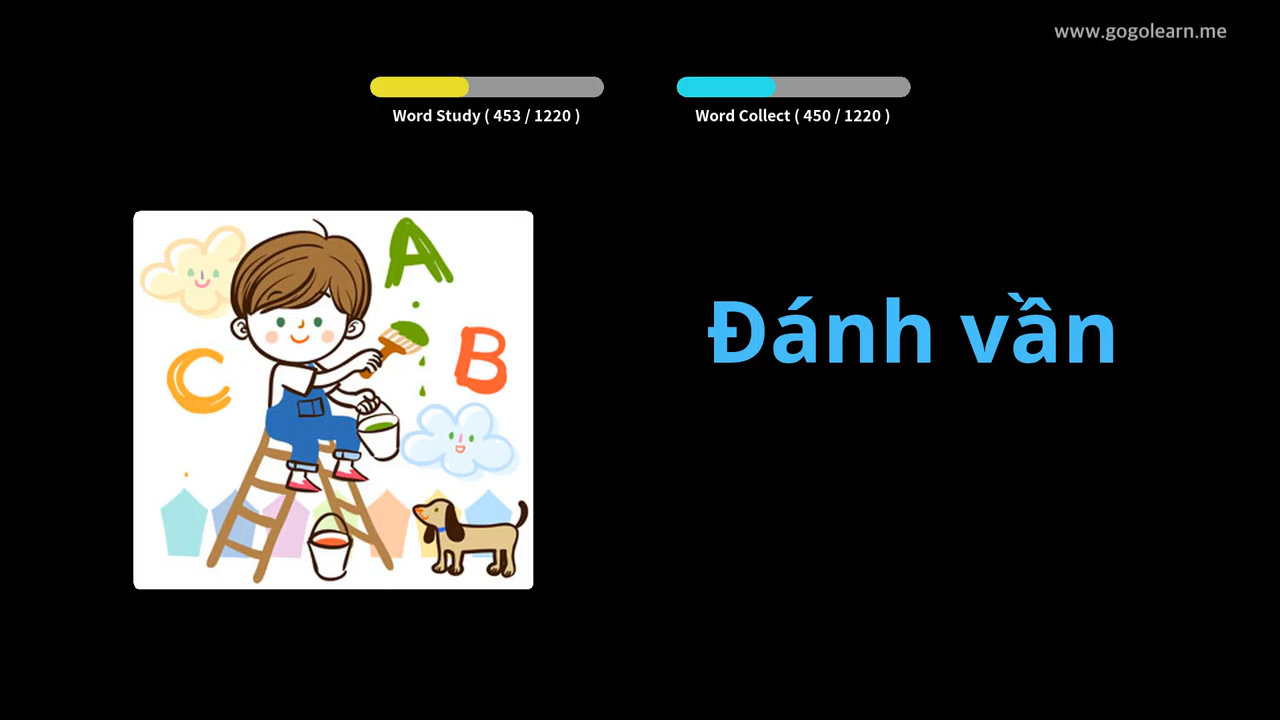 www.gogolearn.me
Word Study ( 453 / 1220 )
Word Collect ( 450 / 1220 )
A
B
C
Đánh vần